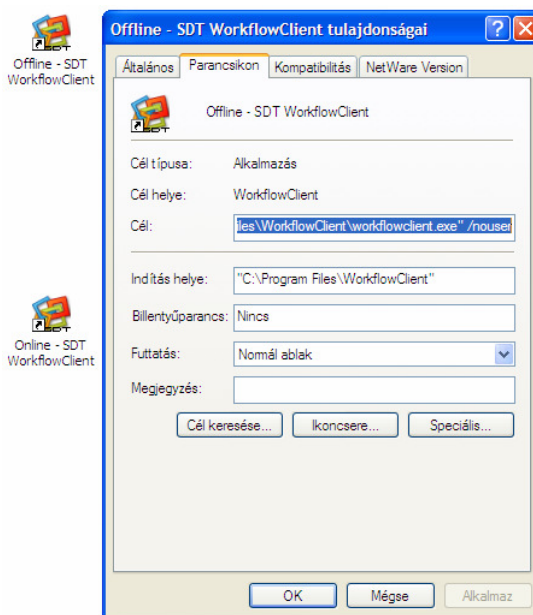 Offline - SDT
WorkflowClient
Online - SDT
WorkflowClient
Offline - SDT WorkflowClient tulajdonságai
Általános Parancsikon Kompatibilitás NetWare Version
SDT
Offline - SDT WorkflowClient
Cél típusa: Alkalmazás
Cél helye: WorkflowClient
Cél: iles\WorkflowClient\workflowclient.exe" /nouser
Indítás helye: "C:\Program Files\WorkflowClient"
Billentyűparancs: Nincs
Futtatás: Normál ablak
Megjegyzés:
Cél keresése... Ikoncsere... Speciális...
OK Mégse Alkalmaz